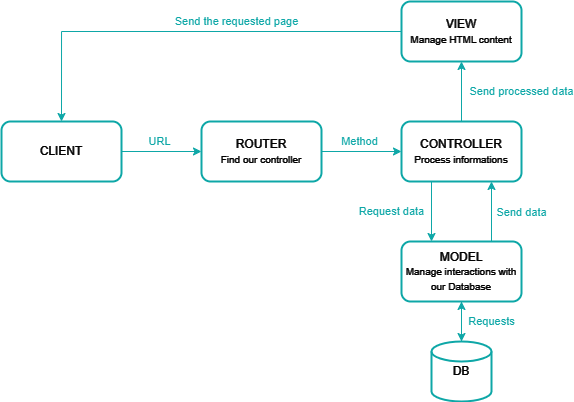 VIEW
Manage HTML content
Send the requested page
Send processed data
CLIENT
URL
ROUTER
Find our controller
Method
CONTROLLER
Process informations
Request data
Send data
MODEL
Manage interactions with
our Database
Requests
DB